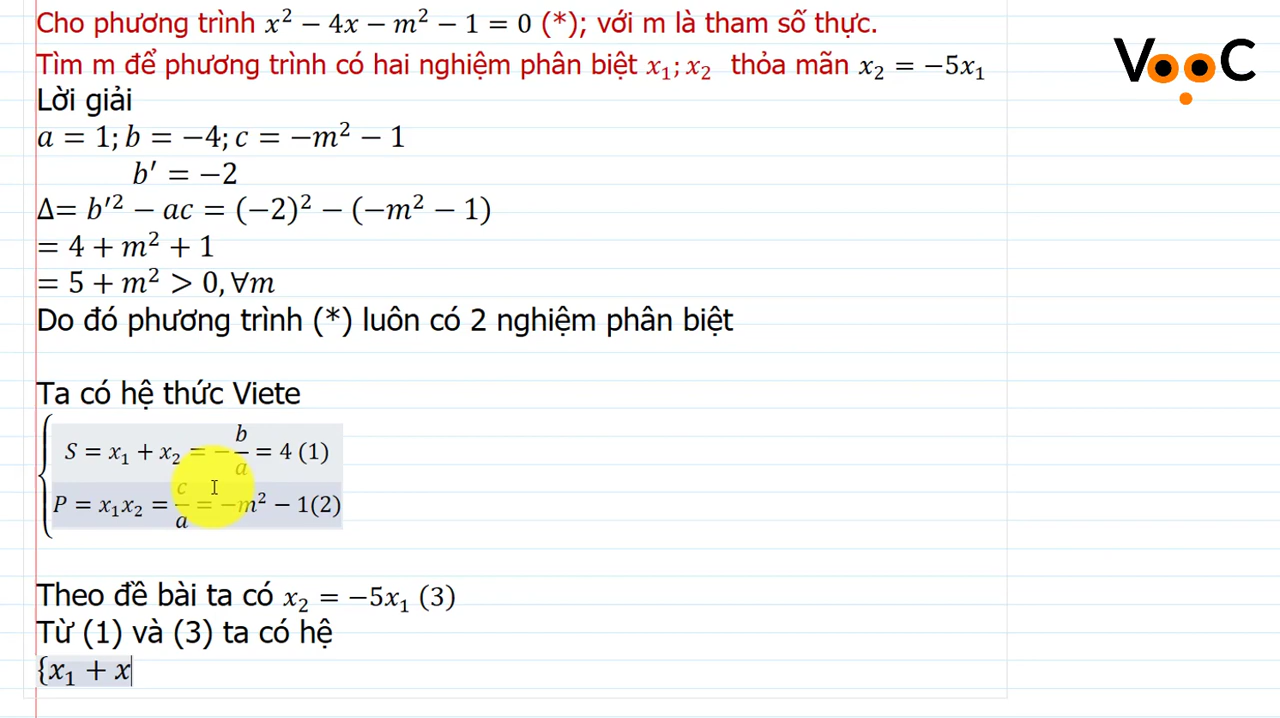 Cho phương trình x² − 4x − m² − 1 = 0 (*); với m là tham số thực.
Tìm m để phương trình có hai nghiệm phân biệt x₁; x₂ thỏa mãn x₂ = −5x₁
VooC
Lời giải
a = 1; b = −4; c = −m² − 1
b′ = −2
Δ= b′² − ac = (−2)² − (−m² − 1)
= 4 + m² + 1
= 5 + m² > 0, ∀m
Do đó phương trình (*) luôn có 2 nghiệm phân biệt
Ta có hệ thức Viete
{ S = x₁ + x₂ = −b/a = 4 (1)
P = x₁x₂ = c/a = −m² − 1(2)
Theo đề bài ta có x₂ = −5x₁ (3)
Từ (1) và (3) ta có hệ
{x₁ + x